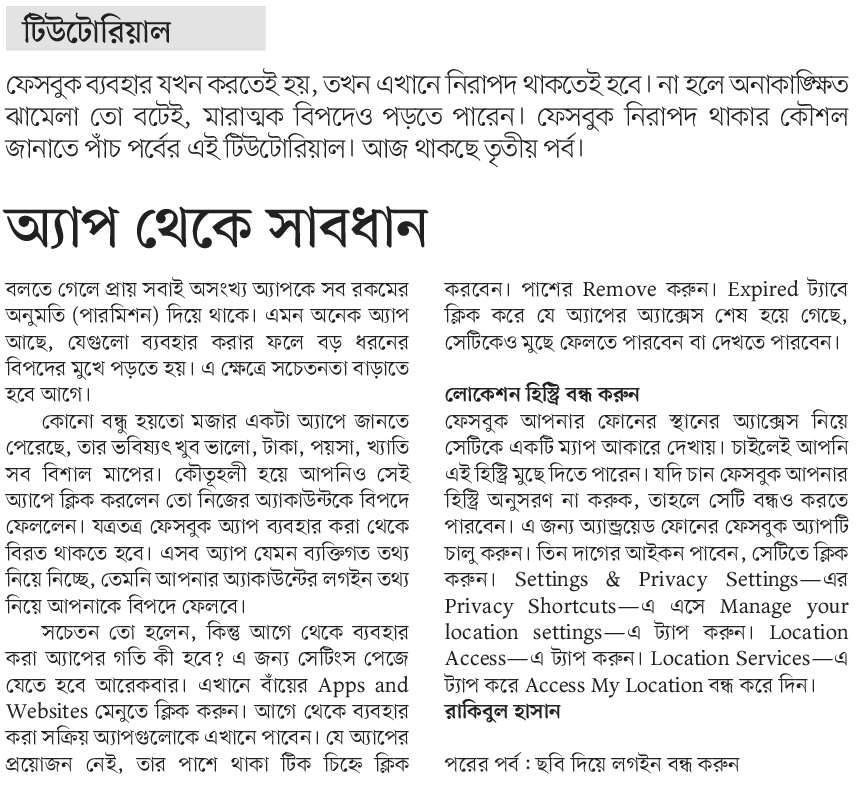 টিউটোরিয়াল
ফেসবুক ব্যবহার যখন করতেই হয়, তখন এখানে নিরাপদ থাকতেই হবে। না হলে অনাকাঙ্ক্ষিত
ঝামেলা তো বটেই, মারাত্মক বিপদেও পড়তে পারেন। ফেসবুক নিরাপদ থাকার কৌশল
জানাতে পাঁচ পর্বের এই টিউটোরিয়াল। আজ থাকছে তৃতীয় পর্ব।
অ্যাপ থেকে সাবধান
বলতে গেলে প্রায় সবাই অসংখ্য অ্যাপকে সব রকমের
অনুমতি (পারমিশন) দিয়ে থাকে। এমন অনেক অ্যাপ
আছে, যেগুলো ব্যবহার করার ফলে বড় ধরনের
বিপদের মুখে পড়তে হয়। এ ক্ষেত্রে সচেতনতা বাড়াতে
হবে আগে।
কোনো বন্ধু হয়তো মজার একটা অ্যাপে জানতে
পেরেছে, তার ভবিষ্যৎ খুব ভালো, টাকা, পয়সা, খ্যাতি
সব বিশাল মাপের। কৌতূহলী হয়ে আপনিও সেই
অ্যাপে ক্লিক করলেন তো নিজের অ্যাকাউন্টকে বিপদে
ফেললেন। যত্রতত্র ফেসবুক অ্যাপ ব্যবহার করা থেকে
বিরত থাকতে হবে। এসব অ্যাপ যেমন ব্যক্তিগত তথ্য
নিয়ে নিচ্ছে, তেমনি আপনার অ্যাকাউন্টের লগইন তথ্য
নিয়ে আপনাকে বিপদে ফেলবে।
সচেতন তো হলেন, কিন্তু আগে থেকে ব্যবহার
করা অ্যাপের গতি কী হবে? এ জন্য সেটিংস পেজে
যেতে হবে আরেকবার। এখানে বাঁয়ের Apps and
Websites মেনুতে ক্লিক করুন। আগে থেকে ব্যবহার
করা সক্রিয় অ্যাপগুলোকে এখানে পাবেন। যে অ্যাপের
প্রয়োজন নেই, তার পাশে থাকা টিক চিহ্নে ক্লিক
করবেন। পাশের Remove করুন। Expired ট্যাবে
ক্লিক করে যে অ্যাপের অ্যাক্সেস শেষ হয়ে গেছে,
সেটিকেও মুছে ফেলতে পারবেন বা দেখতে পারবেন।
লোকেশন হিস্ট্রি বন্ধ করুন
ফেসবুক আপনার ফোনের স্থানের অ্যাক্সেস নিয়ে
সেটিকে একটি ম্যাপ আকারে দেখায়। চাইলেই আপনি
এই হিস্ট্রি মুছে দিতে পারেন। যদি চান ফেসবুক আপনার
হিস্ট্রি অনুসরণ না করুক, তাহলে সেটি বন্ধও করতে
পারবেন। এ জন্য অ্যান্ড্রয়েড ফোনের ফেসবুক অ্যাপটি
চালু করুন। তিন দাগের আইকন পাবেন, সেটিতে ক্লিক
করুন। Settings & Privacy Settings—এর
Privacy Shortcuts—এ এসে Manage your
location settings—এ ট্যাপ করুন। Location
Access—এ ট্যাপ করুন। Location Services—এ
ট্যাপ করে Access My Location বন্ধ করে দিন।
রাকিবুল হাসান
পরের পর্ব : ছবি দিয়ে লগইন বন্ধ করুন